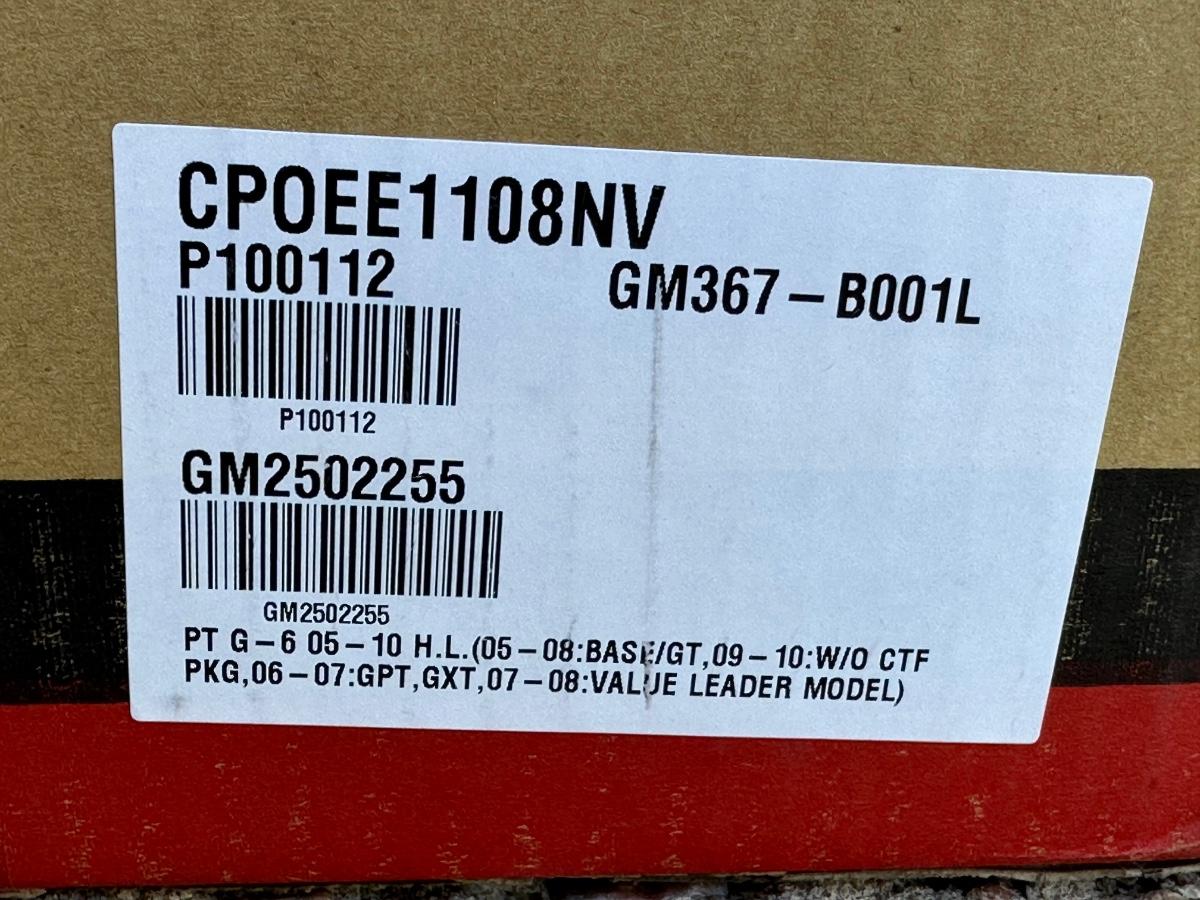 CPOEE1108NV
P100112
GM367-B001L
P100112
GM2502255
GM2502255
PT G-6 05-10 H.L.(05-08:BASE/GT,09-10:W/O CTF
PKG,06-07:GPT,GXT,07-08:VALUE LEADER MODEL)